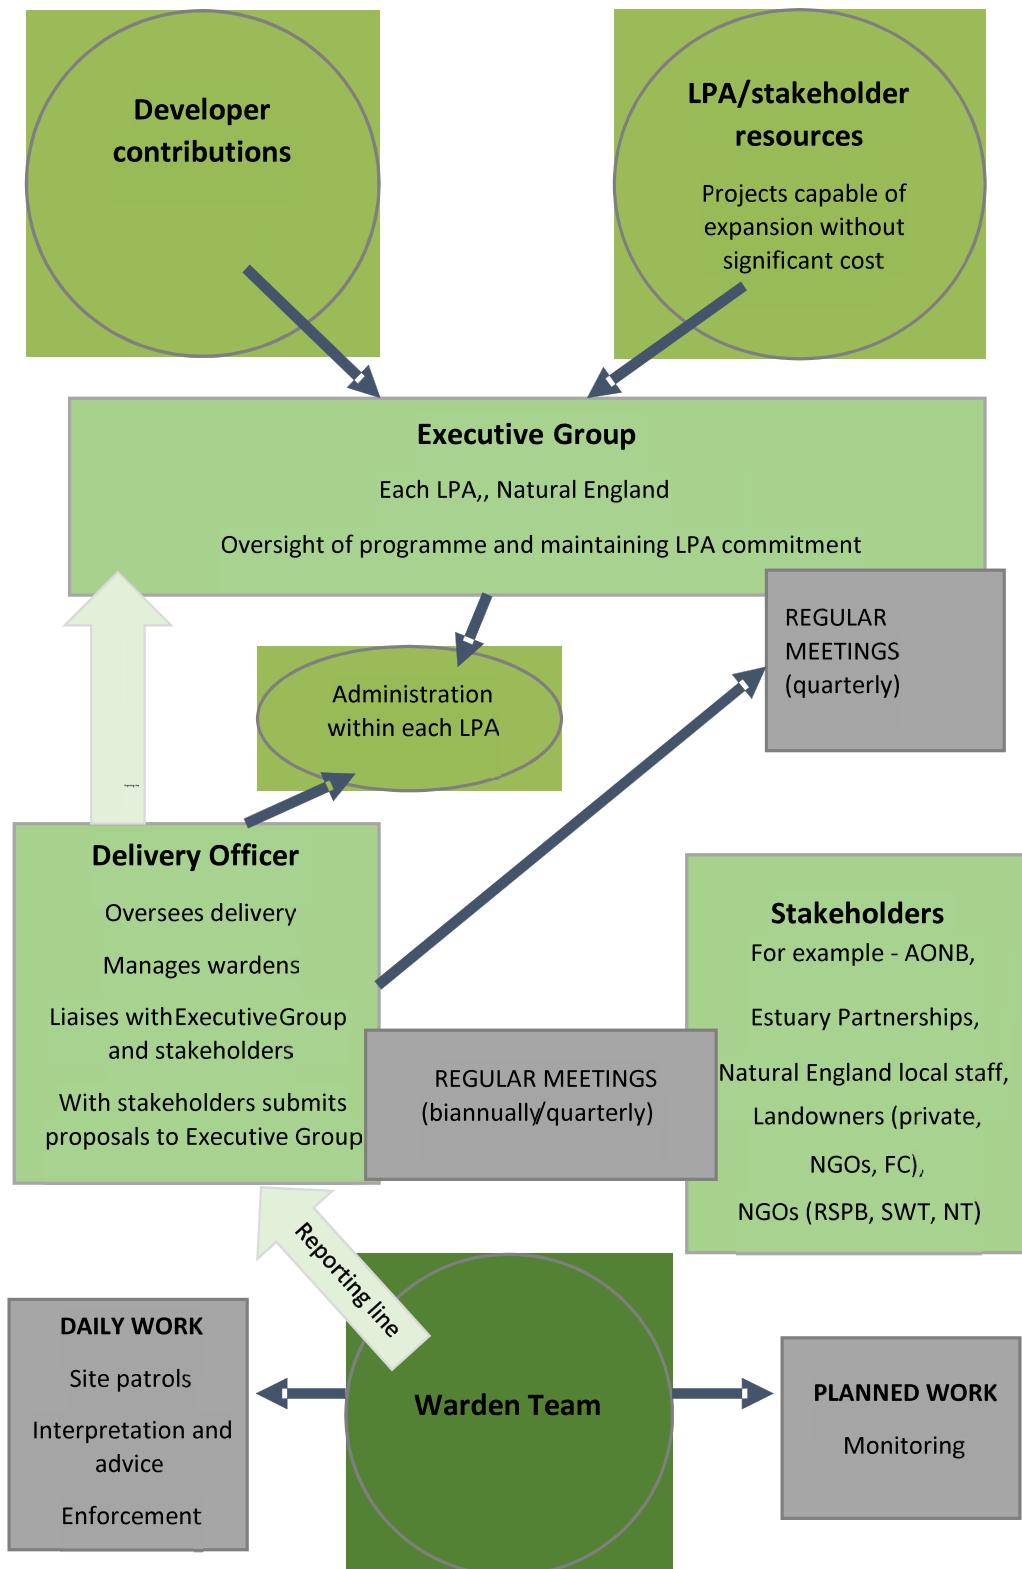 Developer
contributions
LPA/stakeholder
resources
Projects capable of
expansion without
significant cost
Executive Group
Each LPA,, Natural England
Oversight of programme and maintaining LPA commitment
REGULAR
MEETINGS
(quarterly)
Administration
within each LPA
Delivery Officer
Oversees delivery
Manages wardens
Liaises with Executive Group
and stakeholders
With stakeholders submits
proposals to Executive Group
REGULAR MEETINGS
(biannually/quarterly)
Stakeholders
For example - AONB,
Estuary Partnerships,
Natural England local staff,
Landowners (private,
NGOs, FC),
NGOs (RSPB, SWT, NT)
Reporting line
Warden Team
DAILY WORK
Site patrols
Interpretation and
advice
Enforcement
PLANNED WORK
Monitoring